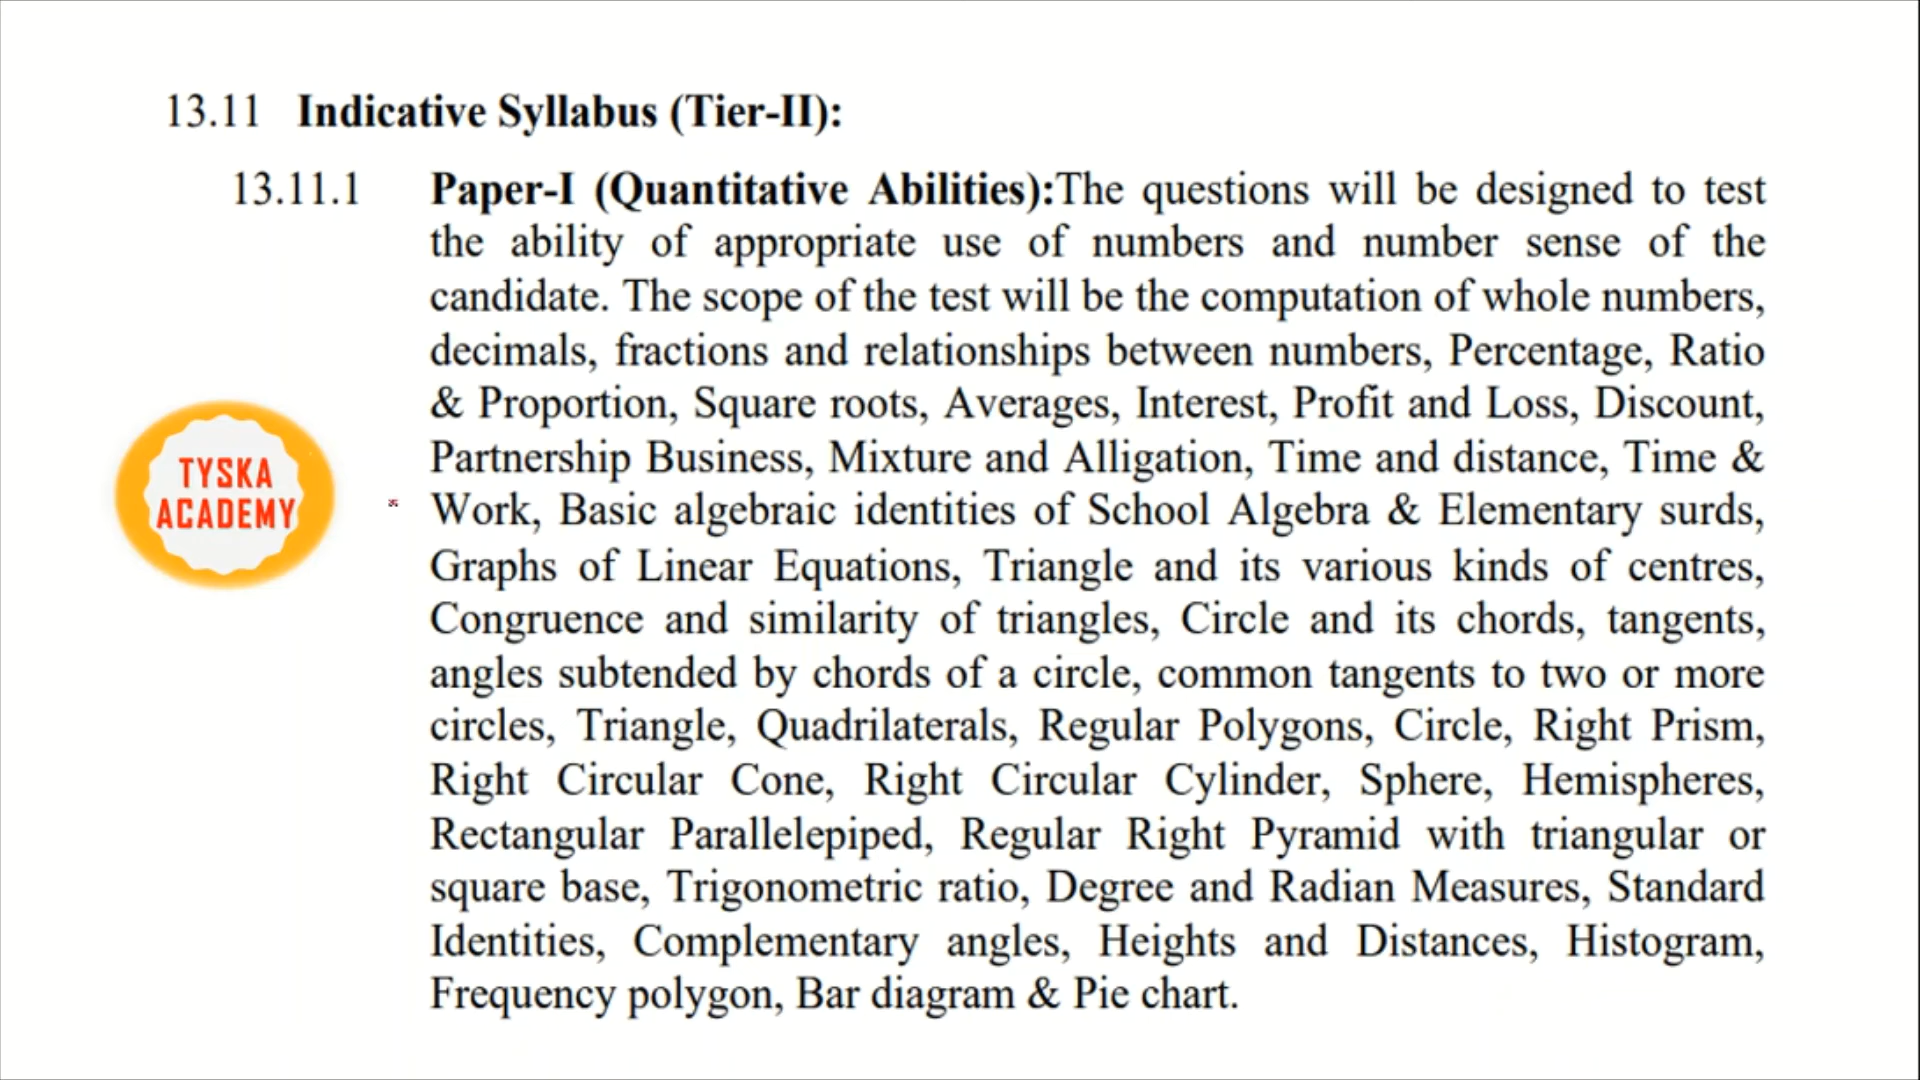 13.11 Indicative Syllabus (Tier-II):
13.11.1 Paper-I (Quantitative Abilities):The questions will be designed to test
the ability of appropriate use of numbers and number sense of the
candidate. The scope of the test will be the computation of whole numbers,
decimals, fractions and relationships between numbers, Percentage, Ratio
& Proportion, Square roots, Averages, Interest, Profit and Loss, Discount,
Partnership Business, Mixture and Alligation, Time and distance, Time &
Work, Basic algebraic identities of School Algebra & Elementary surds,
Graphs of Linear Equations, Triangle and its various kinds of centres,
Congruence and similarity of triangles, Circle and its chords, tangents,
angles subtended by chords of a circle, common tangents to two or more
circles, Triangle, Quadrilaterals, Regular Polygons, Circle, Right Prism,
Right Circular Cone, Right Circular Cylinder, Sphere, Hemispheres,
Rectangular Parallelepiped, Regular Right Pyramid with triangular or
square base, Trigonometric ratio, Degree and Radian Measures, Standard
Identities, Complementary angles, Heights and Distances, Histogram,
Frequency polygon, Bar diagram & Pie chart.
TYSKA
ACADEMY